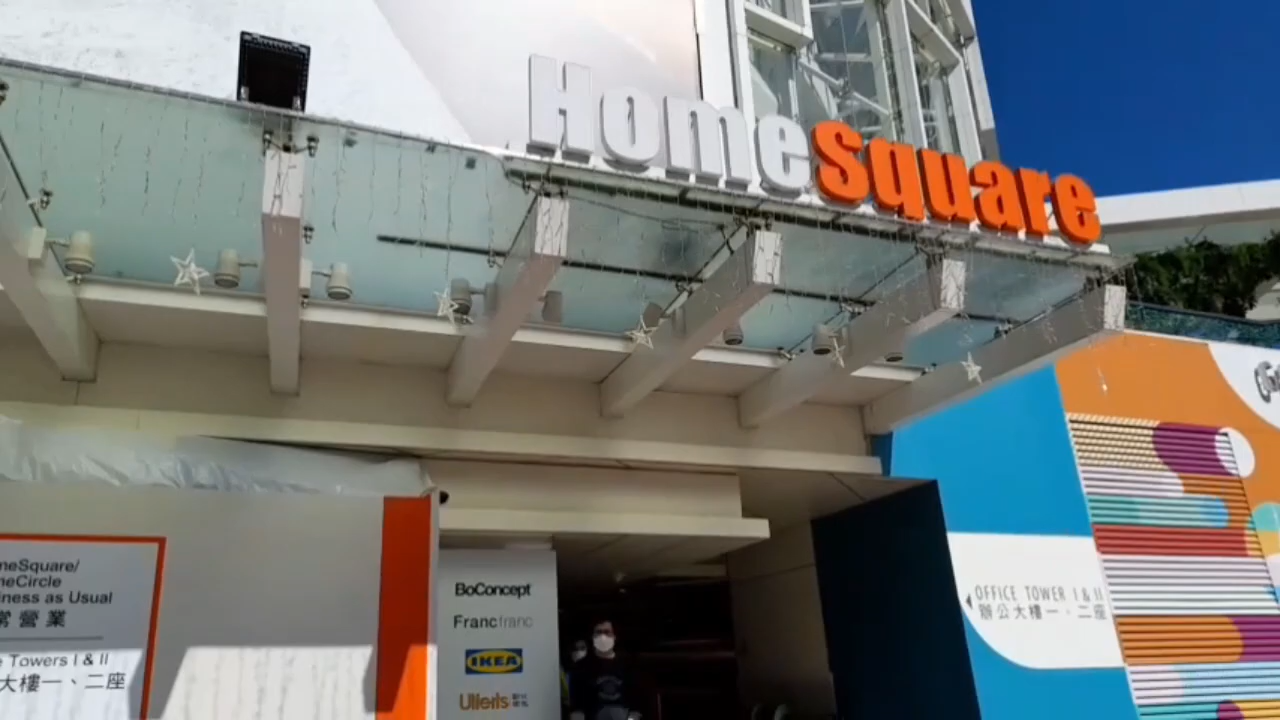 HomeSquare
meSquare/
meCircle
iness as Usual
常營業
e Towers I & II
大樓一、二座
BoConcept
Francfranc
IKEA
Ulferts
OFFICE TOWER I & II
辦公大樓一、二座